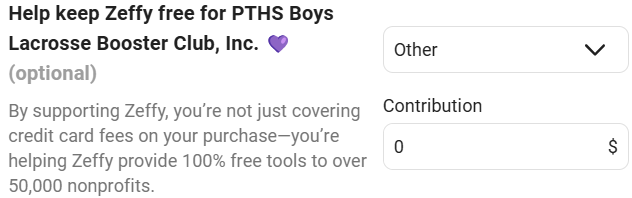 Help keep Zeffy free for PTHS Boys
Lacrosse Booster Club, Inc. 💜
(optional)
By supporting Zeffy, you're not just covering
credit card fees on your purchase—you're
helping Zeffy provide 100% free tools to over
50,000 nonprofits.
Other
Contribution
0 $